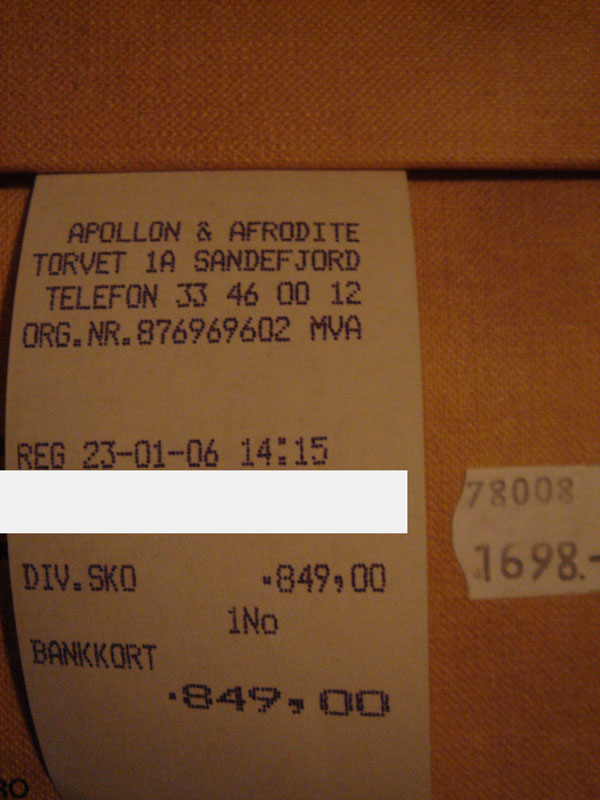 APOLLON & AFRODITE
TORVET 1A SANDEFJORD
TELEFON 33 46 00 12
ORG.NR.876969602 MVA
REG 23-01-06 14:15
DIV.SKO .849,00
1No
BANKKORT
.849,00
78008
1698.-
RO